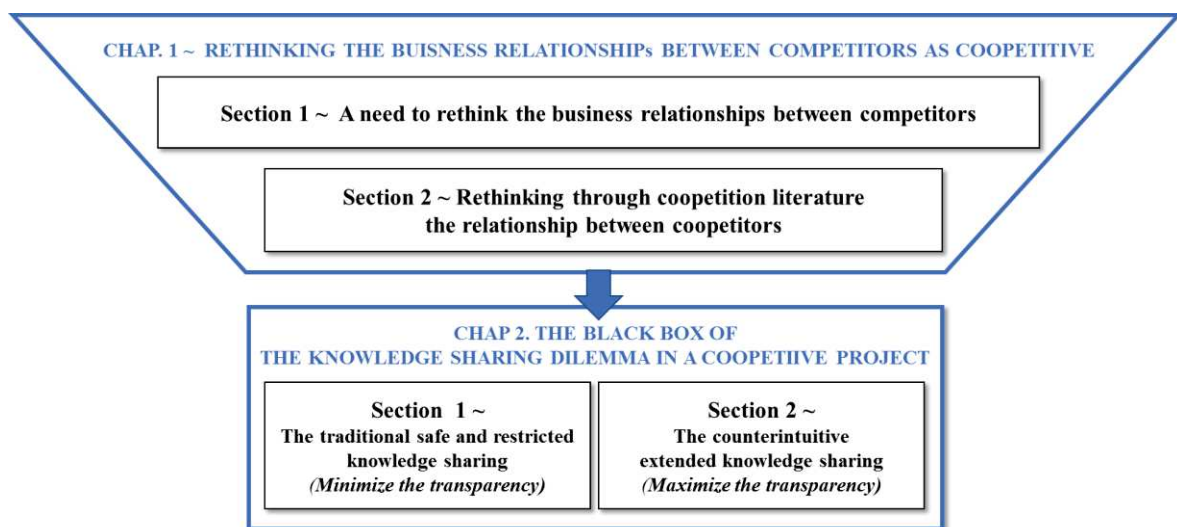 CHAP. 1 ~ RETHINKING THE BUISNESS RELATIONSHIPs BETWEEN COMPETITORS AS COOPETITIVE
Section 1 ~ A need to rethink the business relationships between competitors
Section 2 ~ Rethinking through coopetition literature
the relationship between coopetitors
CHAP 2. THE BLACK BOX OF
THE KNOWLEDGE SHARING DILEMMA IN A COOPETIIVE PROJECT
Section 1 ~
The traditional safe and restricted
knowledge sharing
(Minimize the transparency)
Section 2 ~
The counterintuitive
extended knowledge sharing
(Maximize the transparency)